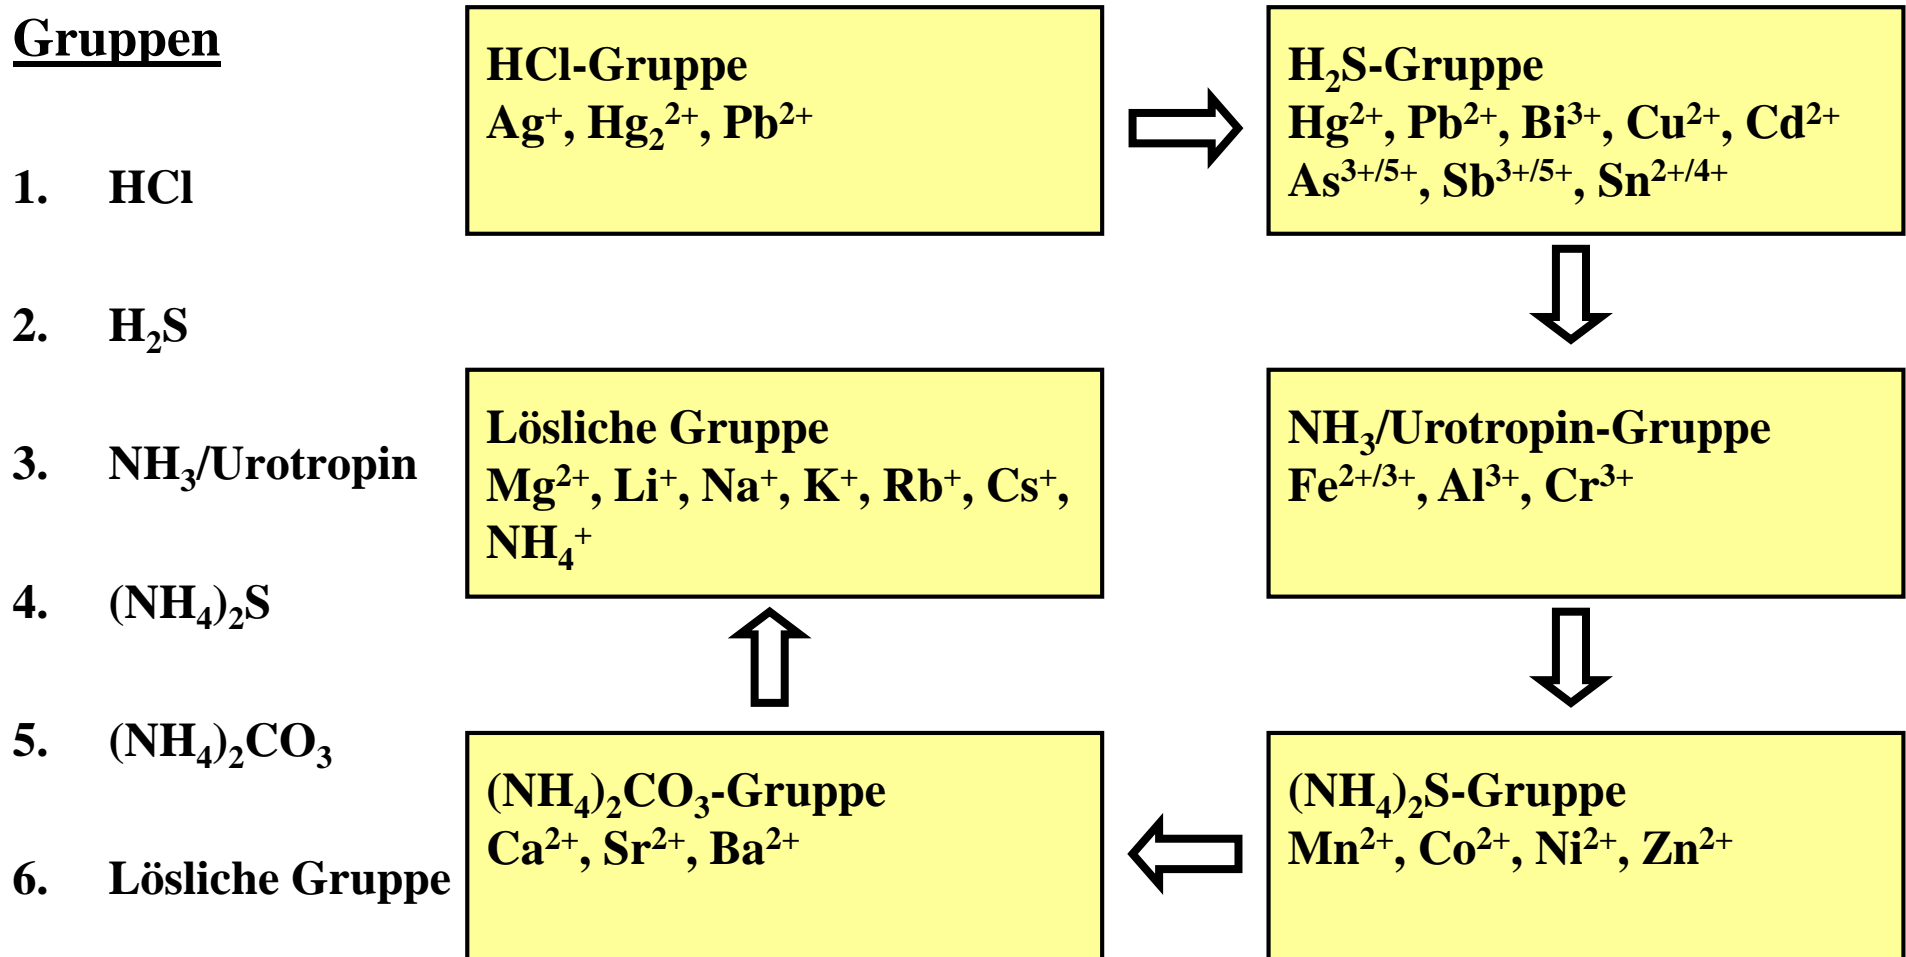 Gruppen
1. HCl
2. H₂S
3. NH₃/Urotropin
4. (NH₄)₂S
5. (NH₄)₂CO₃
6. Lösliche Gruppe
HCl-Gruppe
Ag⁺, Hg₂²⁺, Pb²⁺
H₂S-Gruppe
Hg²⁺, Pb²⁺, Bi³⁺, Cu²⁺, Cd²⁺
As³⁺/⁵⁺, Sb³⁺/⁵⁺, Sn²⁺/⁴⁺
NH₃/Urotropin-Gruppe
Fe²⁺/³⁺, Al³⁺, Cr³⁺
(NH₄)₂S-Gruppe
Mn²⁺, Co²⁺, Ni²⁺, Zn²⁺
(NH₄)₂CO₃-Gruppe
Ca²⁺, Sr²⁺, Ba²⁺
Lösliche Gruppe
Mg²⁺, Li⁺, Na⁺, K⁺, Rb⁺, Cs⁺,
NH₄⁺